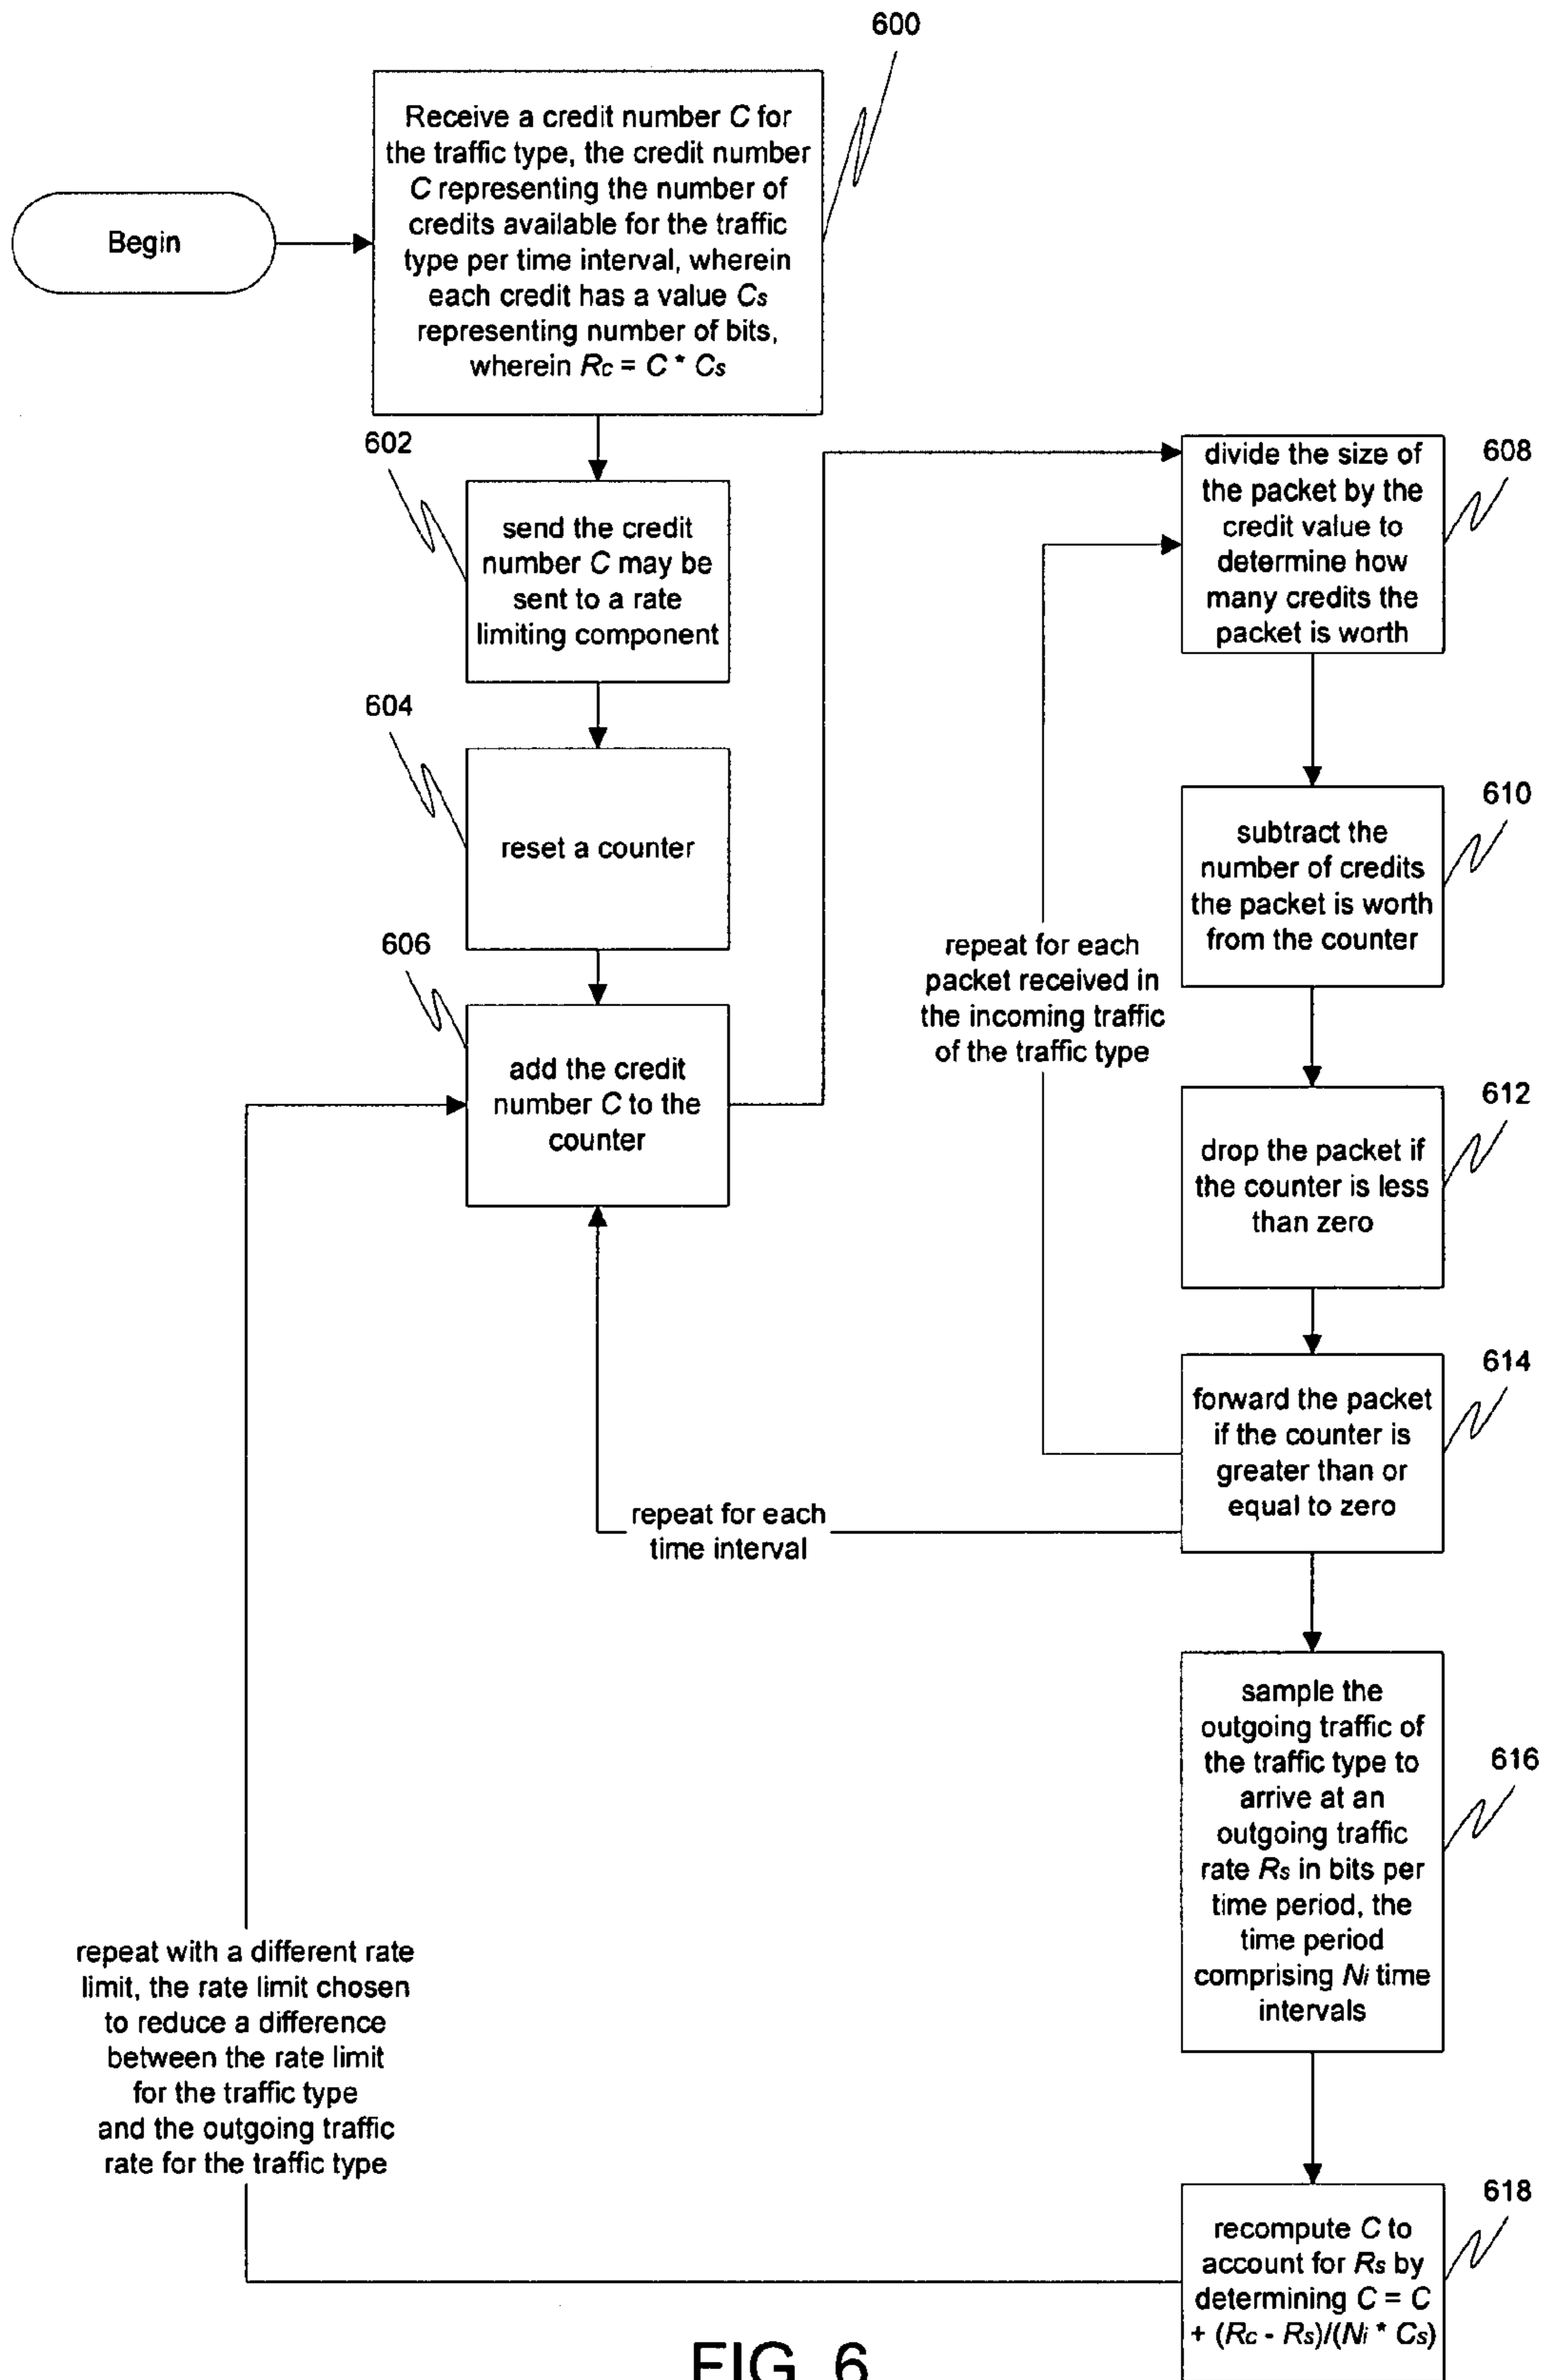 600
Receive a credit number C for
the traffic type, the credit number
C representing the number of
credits available for the traffic
type per time interval, wherein
each credit has a value Cs
representing number of bits,
wherein Rc = C * Cs
Begin
602
send the credit
number C may be
sent to a rate
limiting component
604
reset a counter
606
add the credit
number C to the
counter
608
divide the size of
the packet by the
credit value to
determine how
many credits the
packet is worth
610
subtract the
number of credits
the packet is worth
from the counter
repeat for each
packet received in
the incoming traffic
of the traffic type
612
drop the packet if
the counter is less
than zero
614
forward the packet
if the counter is
greater than or
equal to zero
repeat for each
time interval
616
sample the
outgoing traffic of
the traffic type to
arrive at an
outgoing traffic
rate Rs in bits per
time period, the
time period
comprising Ni time
intervals
repeat with a different rate
limit, the rate limit chosen
to reduce a difference
between the rate limit
for the traffic type
and the outgoing traffic
rate for the traffic type
618
recompute C to
account for Rs by
determining C = C
+ (Rc - Rs)/(Ni * Cs)
FIG. 6